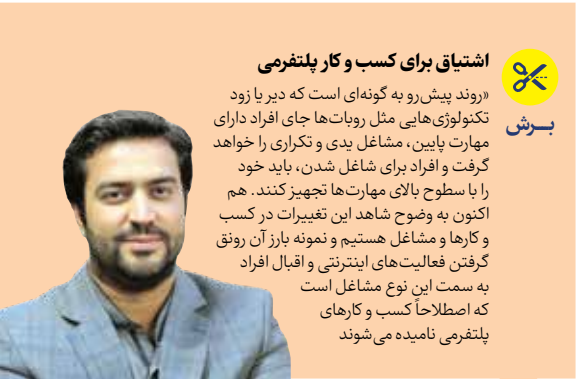 اشتیاق برای کسب و کار پلتفرمی
برش
«روند پیش‌رو به گونه‌ای است که دیر یا زود
تکنولوژی‌هایی مثل روبات‌ها جای افراد دارای
مهارت پایین، مشاغل یدی و تکراری را خواهد
گرفت و افراد برای شاغل شدن، باید خود
را با سطوح بالای مهارت‌ها تجهیز کنند. هم
اکنون به وضوح شاهد این تغییرات در کسب
و کارها و مشاغل هستیم و نمونه بارز آن رونق
گرفتن فعالیت‌های اینترنتی و اقبال افراد
به سمت این نوع مشاغل است
که اصطلاحاً کسب و کارهای
پلتفرمی نامیده می‌شوند